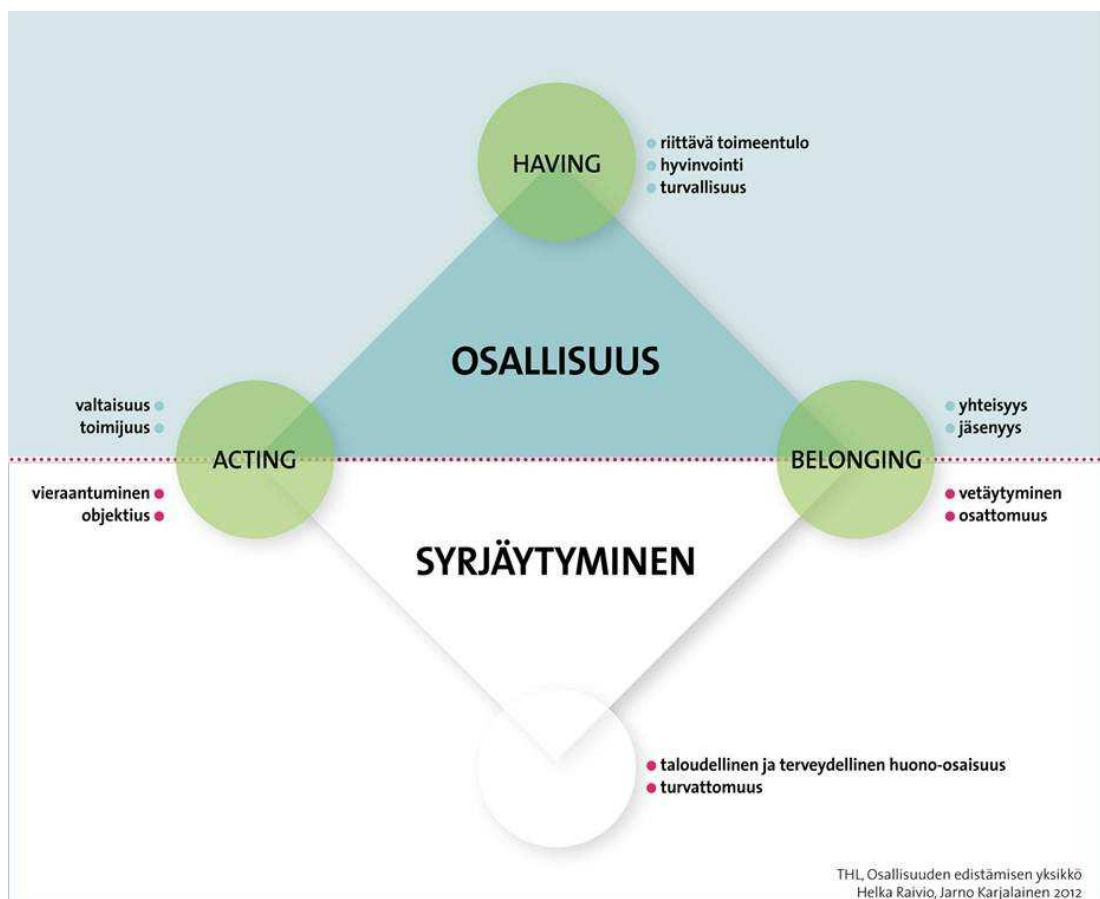 HAVING
riittävä toimeentulo
hyvinvointi
turvallisuus
OSALLISUUS
valtaisuus
toimijuus
ACTING
vieraantuminen
objektius
yhteisyys
jäsenyys
BELONGING
vetäytyminen
osattomuus
SYRJÄYTYMINEN
taloudellinen ja terveydellinen huono-osaisuus
turvattomuus
THL, Osallisuuden edistämisen yksikkö
Helka Raivio, Jarno Karjalainen 2012